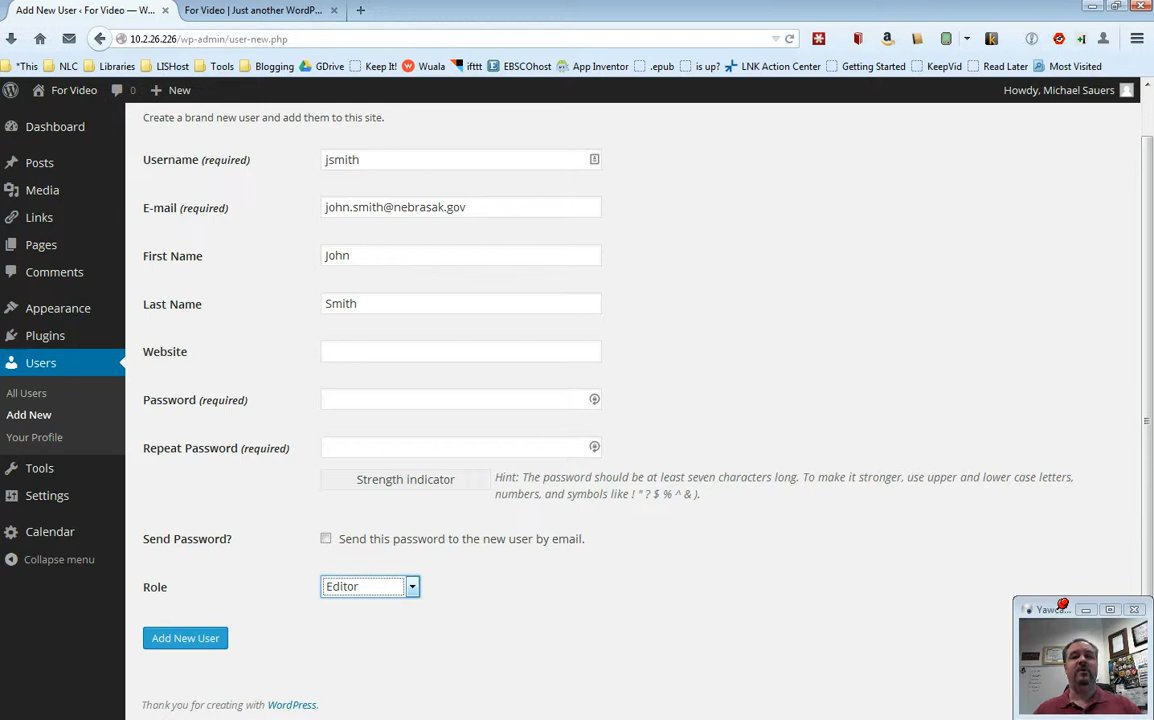 Add New User ‹ For Video — W...
For Video | Just another WordP...
10.2.26.226/wp-admin/user-new.php
*This
NLC
Libraries
LISHost
Tools
Blogging
GDrive
Keep It!
Wuala
ifttt
EBSCOhost
App Inventor
.epub
is up?
LNK Action Center
Getting Started
KeepVid
Read Later
Most Visited
For Video
0
New
Howdy, Michael Sauers
Dashboard
Posts
Media
Links
Pages
Comments
Appearance
Plugins
Users
All Users
Add New
Your Profile
Tools
Settings
Calendar
Collapse menu
Create a brand new user and add them to this site.
Username (required)
jsmith
E-mail (required)
john.smith@nebrasak.gov
First Name
John
Last Name
Smith
Website
Password (required)
Repeat Password (required)
Strength indicator
Hint: The password should be at least seven characters long. To make it stronger, use upper and lower case letters,
numbers, and symbols like ! " ? $ % ^ & ).
Send Password?
Send this password to the new user by email.
Role
Editor
Add New User
Thank you for creating with WordPress.